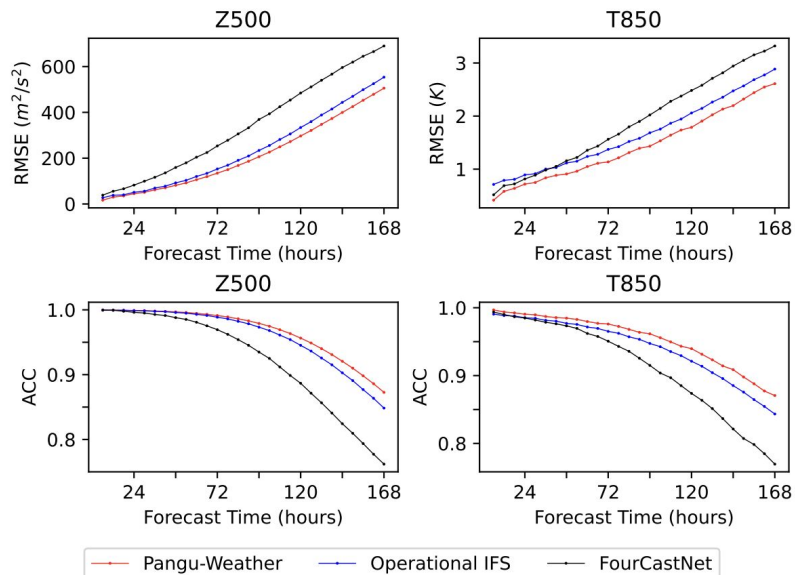 Z500
T850
RMSE (m²/s²)
600
400
200
0
24 72 120 168
Forecast Time (hours)
RMSE (K)
3
2
1
24 72 120 168
Forecast Time (hours)
Z500
T850
ACC
1.0
0.9
0.8
24 72 120 168
Forecast Time (hours)
ACC
1.0
0.9
0.8
24 72 120 168
Forecast Time (hours)
Pangu-Weather Operational IFS FourCastNet